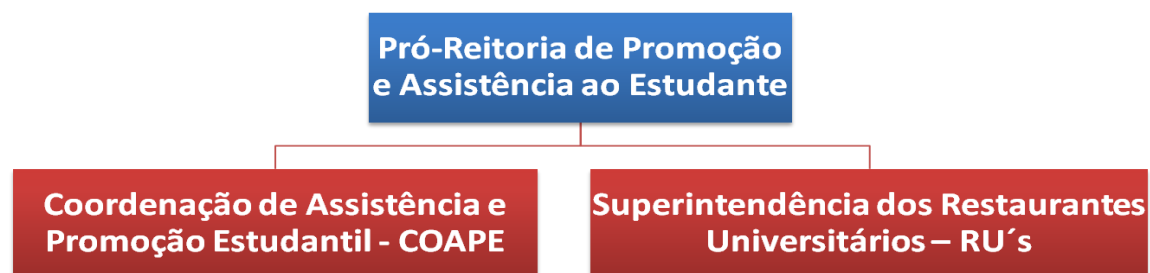 Pró-Reitoria de Promoção
e Assistência ao Estudante
Coordenação de Assistência e
Promoção Estudantil - COAPE
Superintendência dos Restaurantes
Universitários – RU´s